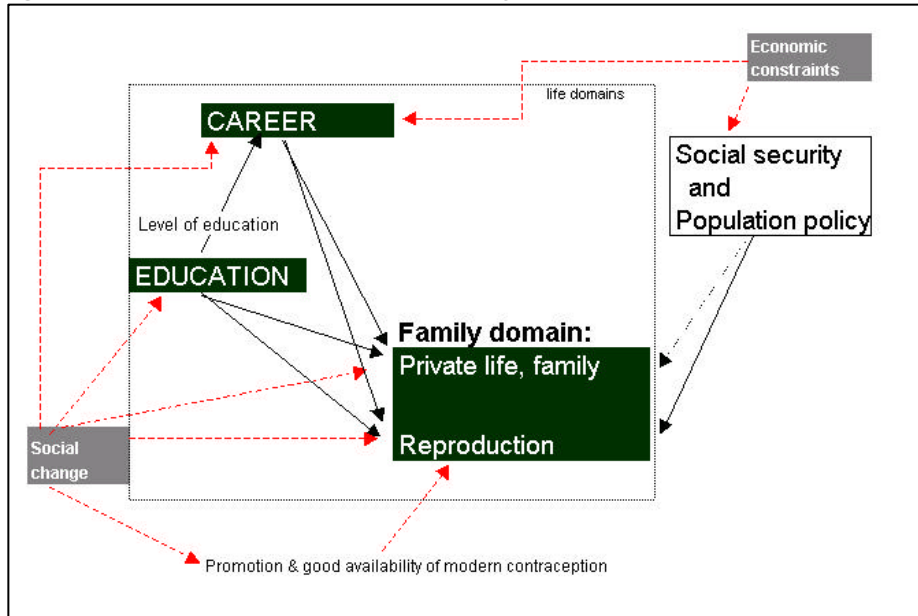 Economic
constraints
life domains
CAREER
Social security
and
Population policy
Level of education
EDUCATION
Family domain:
Private life, family
Reproduction
Social
change
Promotion & good availability of modern contraception